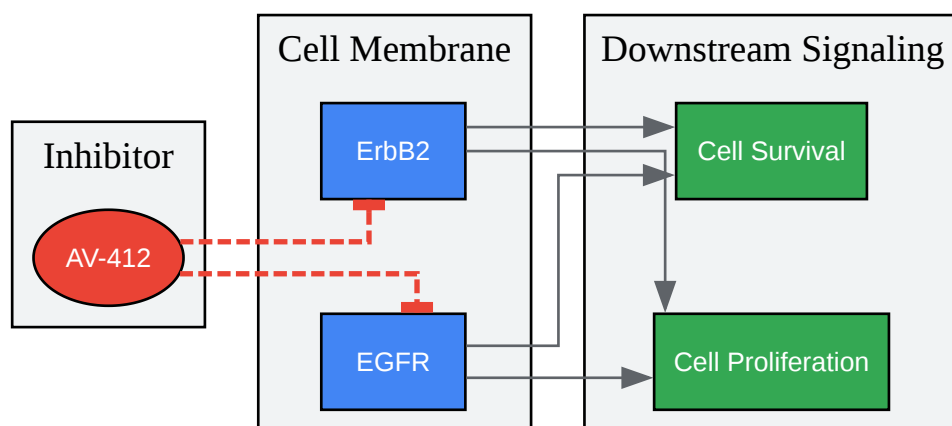 Inhibitor
AV-412
Cell Membrane
ErbB2
EGFR
Downstream Signaling
Cell Survival
Cell Proliferation